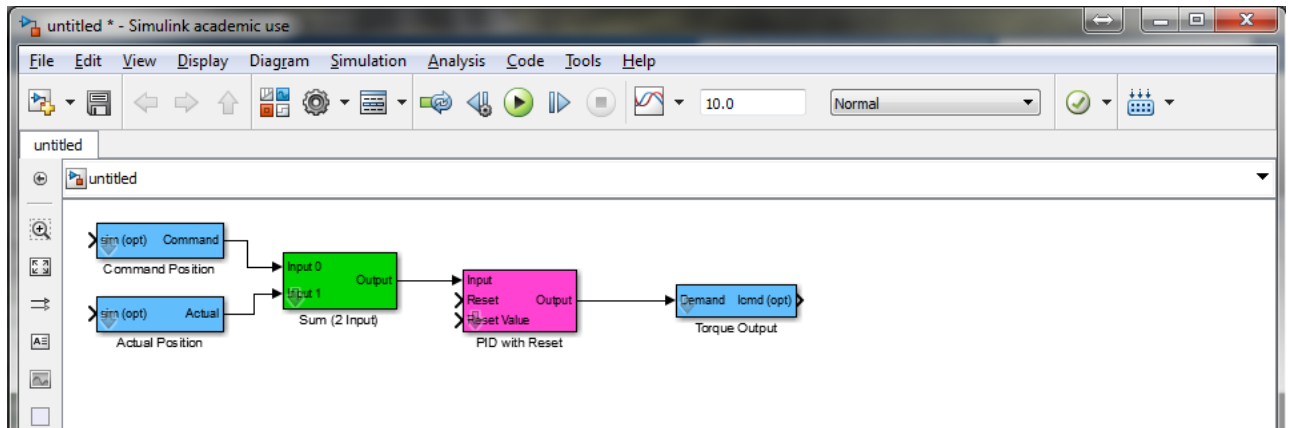 untitled * - Simulink academic use
File Edit View Display Diagram Simulation Analysis Code Tools Help
10.0 Normal
untitled
untitled
sim (opt) Command
Command Position
sim (opt) Actual
Actual Position
Input 0
Output
Input 1
Sum (2 Input)
Input
Reset Output
Reset Value
PID with Reset
Demand Icmd (opt)
Torque Output